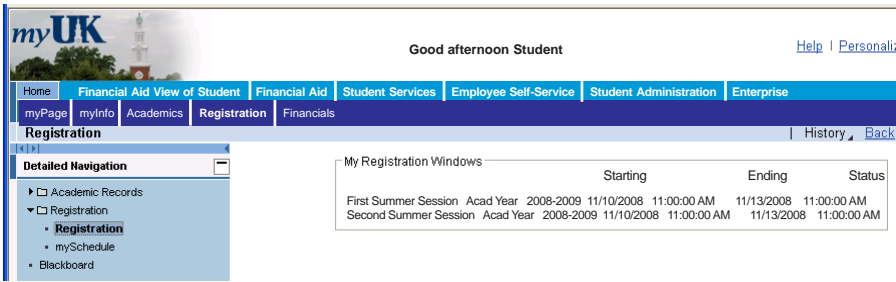 myUK
Good afternoon Student
Help | Personaliz
Home Financial Aid View of Student Financial Aid Student Services Employee Self-Service Student Administration Enterprise
myPage myInfo Academics Registration Financials
Registration
| History Back
Detailed Navigation
Academic Records
Registration
Registration
mySchedule
Blackboard
My Registration Windows
Starting Ending Status
First Summer Session Acad Year 2008-2009 11/10/2008 11:00:00 AM 11/13/2008 11:00:00 AM
Second Summer Session Acad Year 2008-2009 11/10/2008 11:00:00 AM 11/13/2008 11:00:00 AM